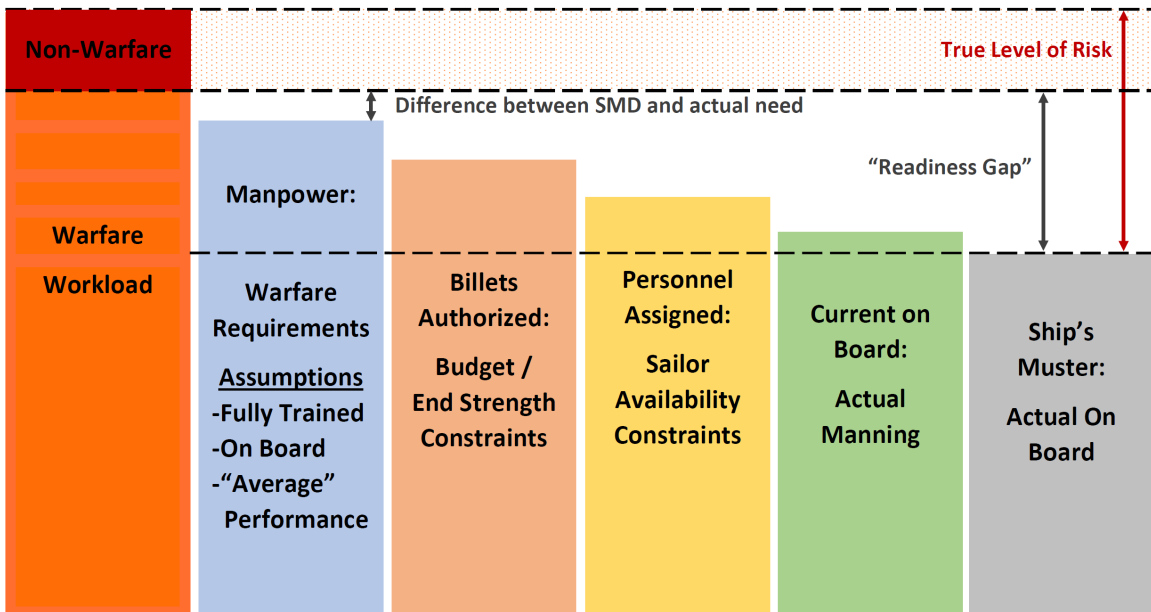 Non-Warfare
True Level of Risk
Difference between SMD and actual need
“Readiness Gap”
Warfare
Workload
Manpower:
Warfare
Requirements
Assumptions
-Fully Trained
-On Board
-“Average”
Performance
Billets
Authorized:
Budget /
End Strength
Constraints
Personnel
Assigned:
Sailor
Availability
Constraints
Current on
Board:
Actual
Manning
Ship’s
Muster:
Actual On
Board